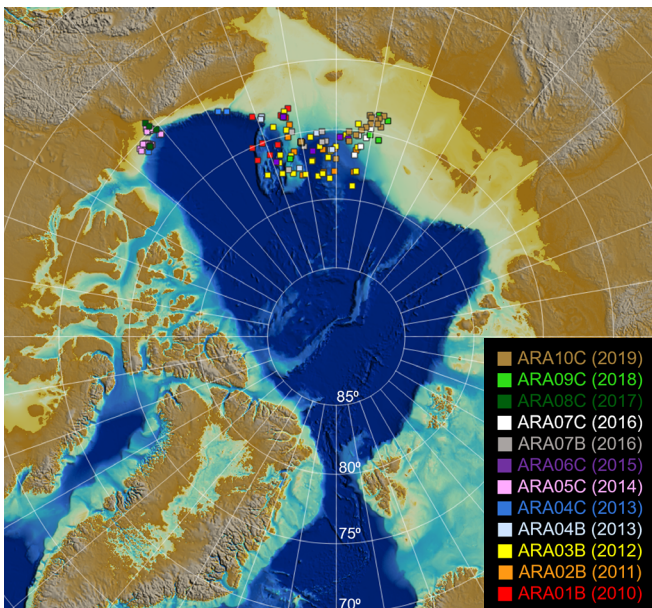 85º
80º
75º
70º
ARA10C (2019)
ARA09C (2018)
ARA08C (2017)
ARA07C (2016)
ARA07B (2016)
ARA06C (2015)
ARA05C (2014)
ARA04C (2013)
ARA04B (2013)
ARA03B (2012)
ARA02B (2011)
ARA01B (2010)